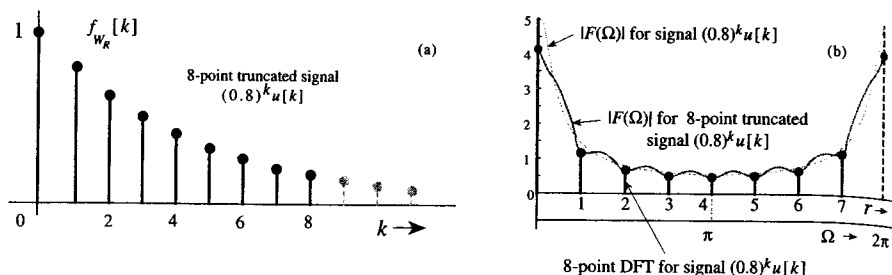 1
f_{W_R}[k]
(a)
8-point truncated signal
(0.8)^k u[k]
0
2
4
6
8
k →
5
4
3
2
1
0
|F(Ω)| for signal (0.8)^k u[k]
(b)
|F(Ω)| for 8-point truncated
signal (0.8)^k u[k]
1 2 3 4 5 6 7 r →
π Ω → 2π
8-point DFT for signal (0.8)^k u[k]